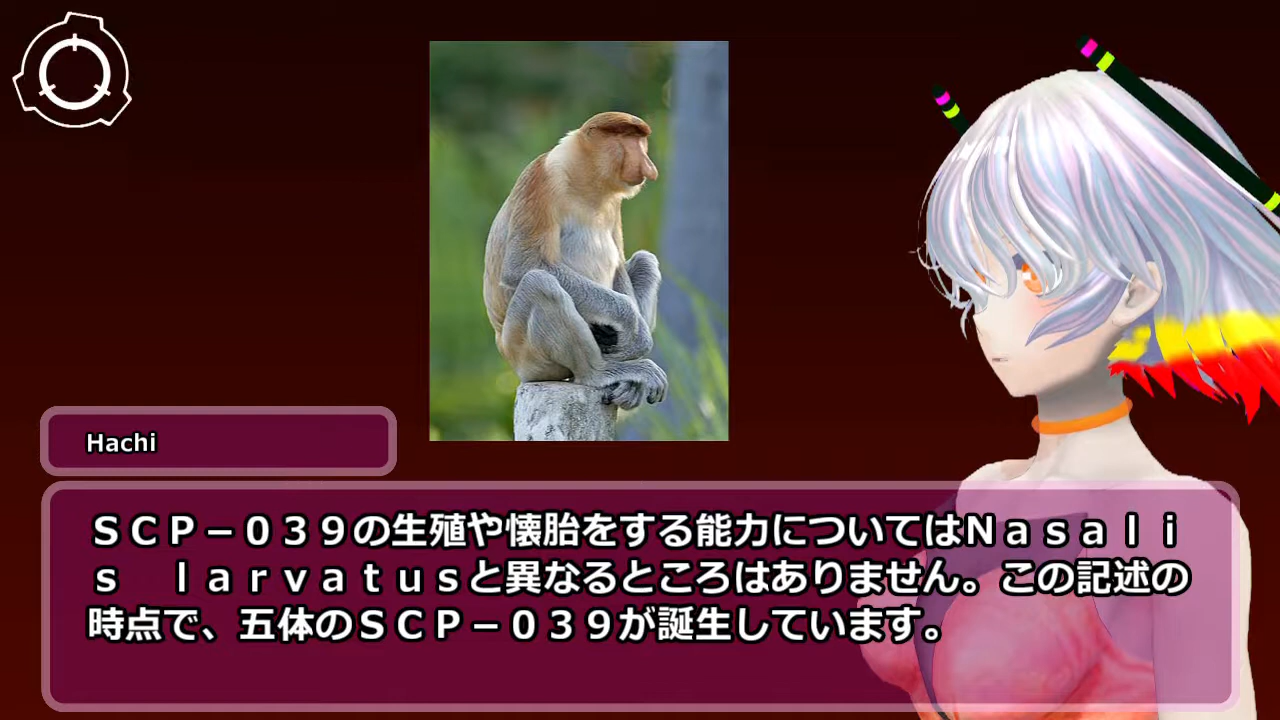 Hachi
ＳＣＰ－０３９の生殖や懐胎をする能力についてはＮａｓａｌｉ
ｓ　ｌａｒｖａｔｕｓと異なるところはありません。この記述の
時点で、五体のＳＣＰ－０３９が誕生しています。